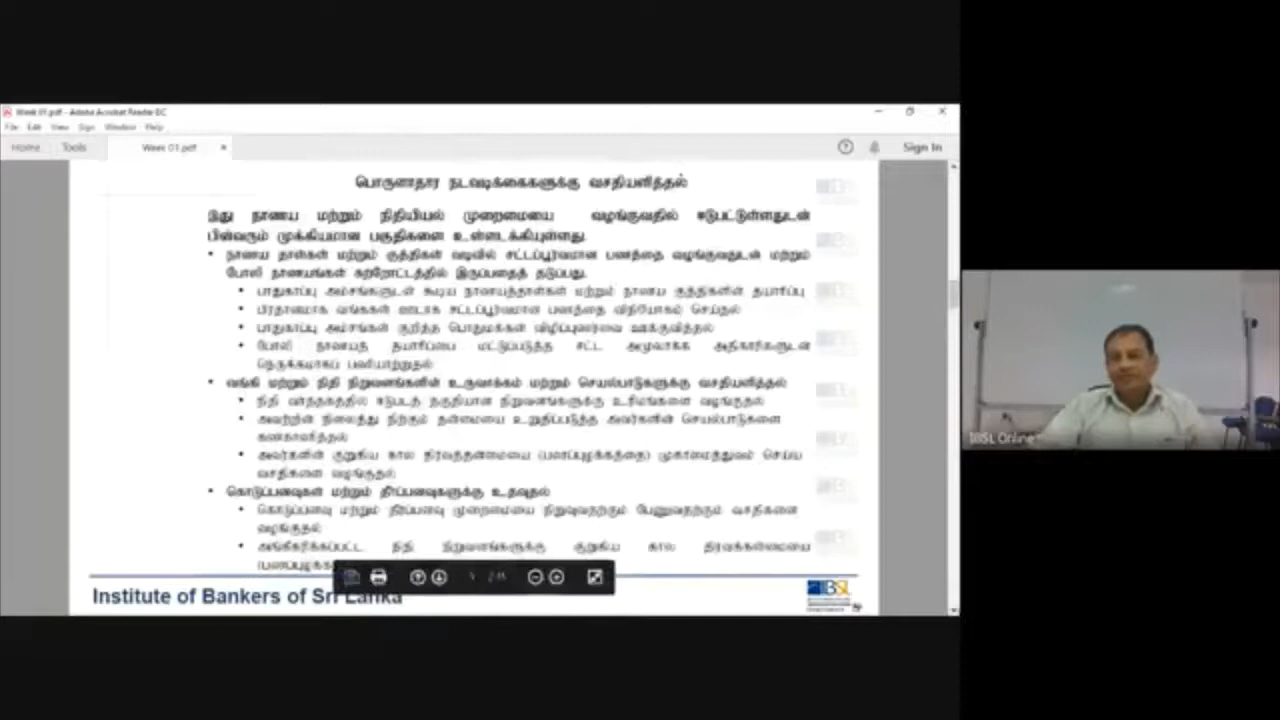 Week 01.pdf - Adobe Acrobat Reader DC
File Edit View Sign Window Help
Home Tools Week 01.pdf × Sign In
பொருளாதார நடவடிக்கைகளுக்கு வசதியளித்தல்
இது நாணய மற்றும் நிதியியல் முறைமையை வழங்குவதில் ஈடுபட்டுள்ளதுடன்
பின்வரும் முக்கியமான பகுதிகளை உள்ளடக்கியுள்ளது.
• நாணய தாள்கள் மற்றும் குத்திகள் வடிவில் சட்டப்பூர்வமான பணத்தை வழங்குவதுடன் மற்றும்
போலி நாணயங்கள் சுற்றோட்டத்தில் இருப்பதைத் தடுப்பது.
• பாதுகாப்பு அம்சங்களுடன் கூடிய நாணயத்தாள்கள் மற்றும் நாணய குத்திகளின் தயாரிப்பு
• பிரதானமாக வங்கிகள் ஊடாக சட்டப்பூர்வமான பணத்தை விநியோகம் செய்தல்
• பாதுகாப்பு அம்சங்கள் குறித்த பொதுமக்கள் விழிப்புணர்வை ஊக்குவித்தல்
• போலி நாணயத் தயாரிப்பை மட்டுப்படுத்த சட்ட அமுலாக்க அதிகாரிகளுடன்
நெருக்கமாகப் பணியாற்றுதல்
• வங்கி மற்றும் நிதி நிறுவனங்களின் உருவாக்கம் மற்றும் செயல்பாடுகளுக்கு வசதியளித்தல்
• நிதி வர்த்தகத்தில் ஈடுபடத் தகுதியான நிறுவனங்களுக்கு உரிமங்களை வழங்குதல்
• அவற்றின் நிலைத்து நிற்கும் தன்மையை உறுதிப்படுத்த அவர்களின் செயல்பாடுகளை
கண்காணித்தல்
• அவர்களின் குறுகிய கால திரவத்தன்மையை (பணப்புழக்கத்தை) முகாமைத்துவம் செய்ய
வசதிகளை வழங்குதல்
• கொடுப்பனவுகள் மற்றும் தீர்ப்பனவுகளுக்கு உதவுதல்
• கொடுப்பனவு மற்றும் தீர்ப்பனவு முறைமையை நிறுவுவதற்கும் பேணுவதற்கும் வசதிகளை
வழங்குதல்
• அங்கீகரிக்கப்பட்ட நிதி நிறுவனங்களுக்கு குறுகிய கால திரவத்தன்மையை
Institute of Bankers of Sri Lanka
IBSL
IBSL Online